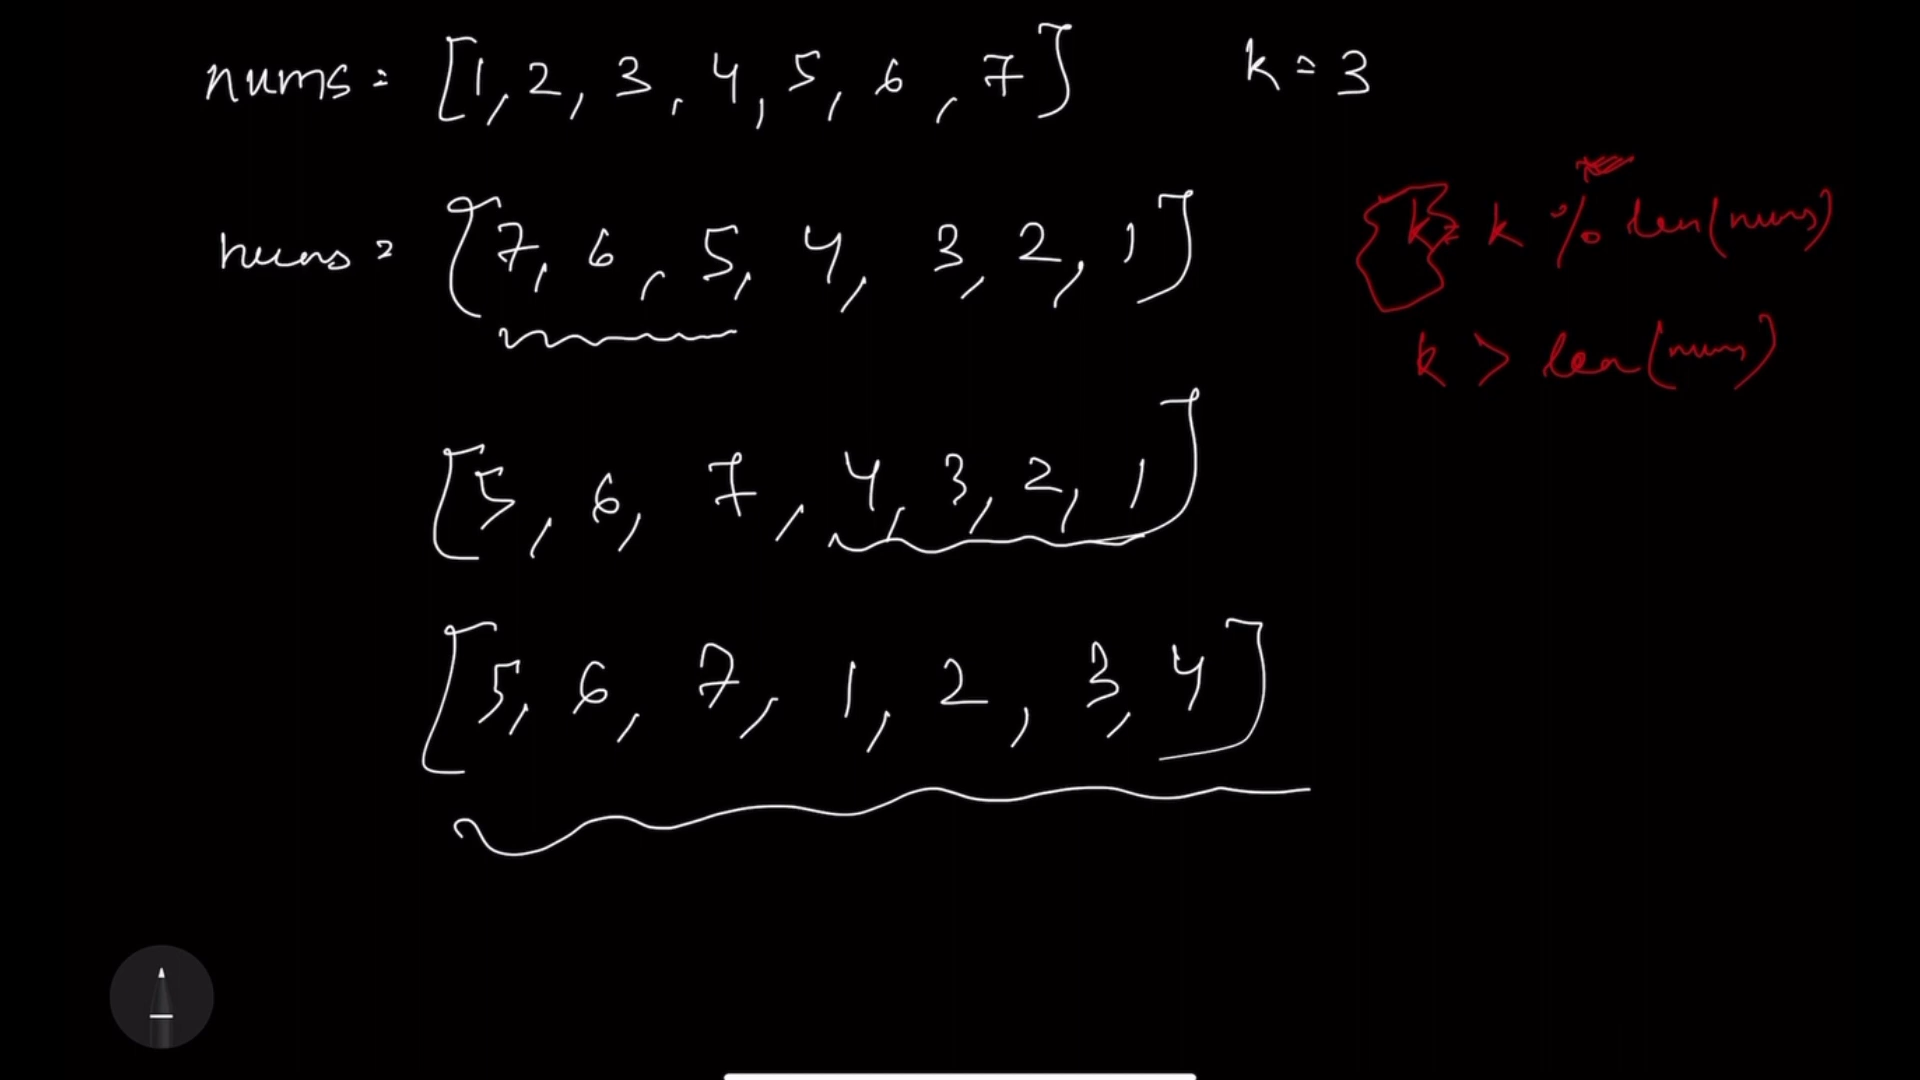 nums = [1, 2, 3, 4, 5, 6, 7] k = 3
nums = [7, 6, 5, 4, 3, 2, 1]
k = k % len(nums)
k > len(nums)
[5, 6, 7, 4, 3, 2, 1]
[5, 6, 7, 1, 2, 3, 4]